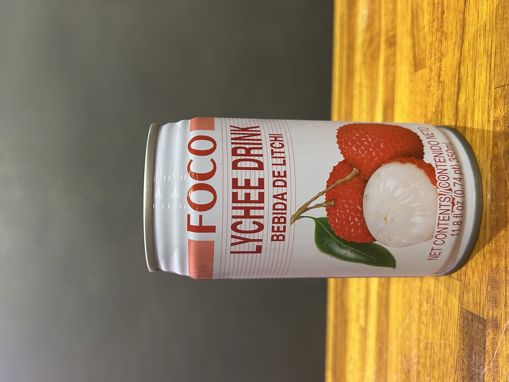 FOCO
LYCHEE DRINK
BEBIDA DE LITCHI
NET CONTENTS/CONTENIDO NETO
11.8 fl oz (0.74 pt) 350mL